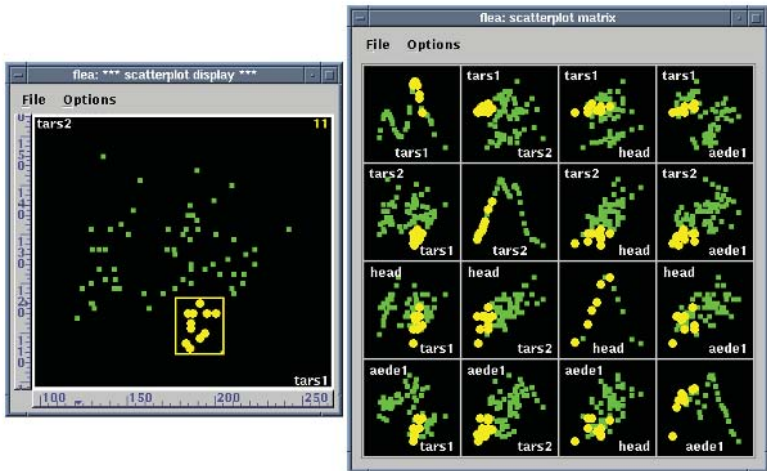 flea: *** scatterplot display ***
File Options
tars2
11
tars1
100 150 200 250
flea: scatterplot matrix
File Options
tars1
tars2 tars1
head tars1
aede1 tars1
tars2
tars1
tars2
tars2
head
tars2
aede1
head
tars1
head
tars2
head
head
aede1
aede1
tars1
aede1
tars2
aede1
head
aede1